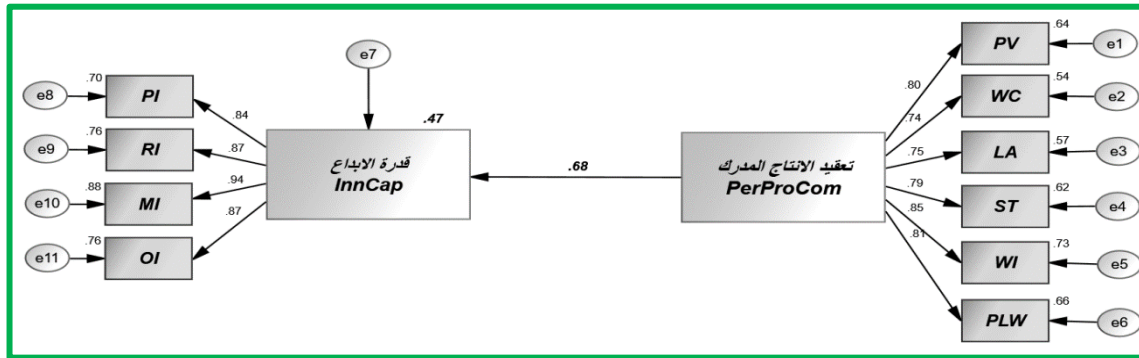 e7
e8
.70
PI
.84
e9
.76
RI
.87
e10
.88
MI
.94
e11
.76
OI
.87
.47
قدرة الابداع
InnCap
.68
تعقيد الانتاج المدرك
PerProCom
.80
PV
.64
e1
.74
WC
.54
e2
.75
LA
.57
e3
.79
ST
.62
e4
.85
WI
.73
e5
.81
PLW
.66
e6